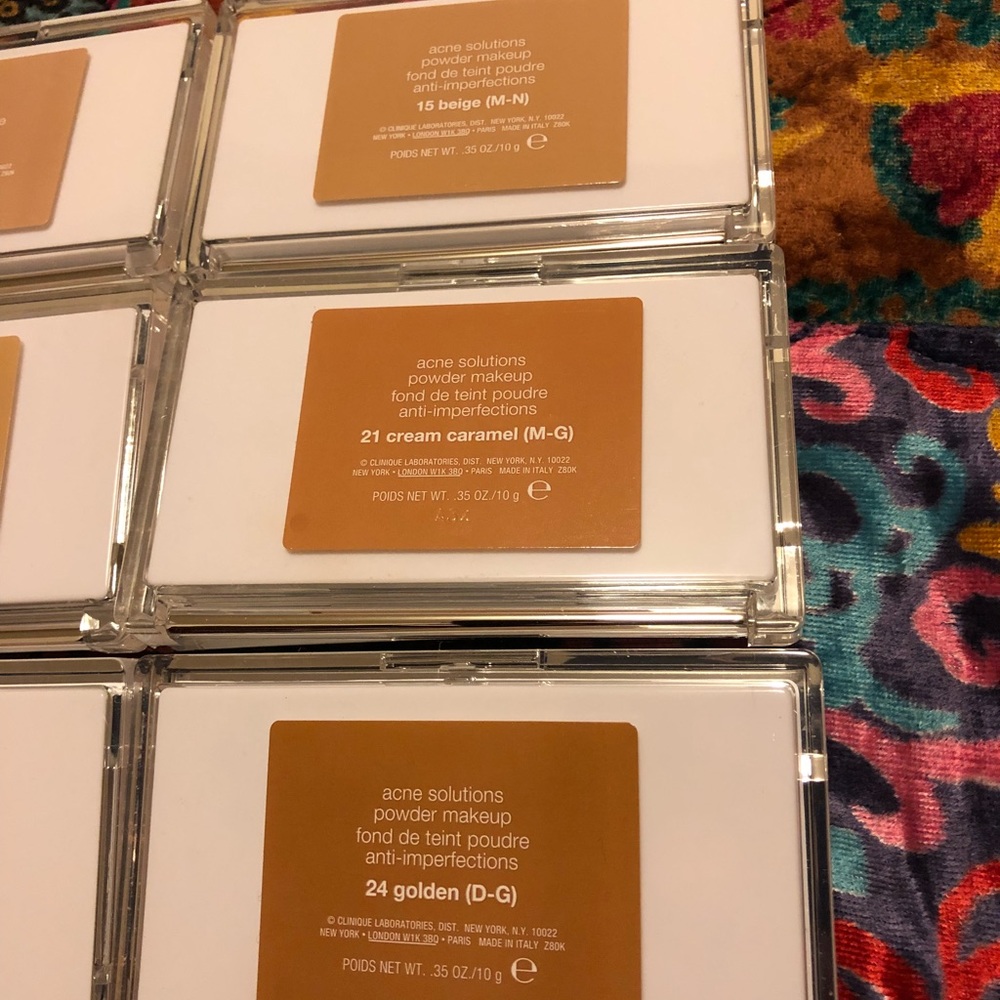 acne solutions
powder makeup
fond de teint poudre
anti-imperfections
15 beige (M-N)
© CLINIQUE LABORATORIES, DIST. NEW YORK, N.Y. 10022
NEW YORK • LONDON W1K 3BQ • PARIS MADE IN ITALY Z80K
POIDS NET WT. .35 OZ./10 g ℮
Z80K
acne solutions
powder makeup
fond de teint poudre
anti-imperfections
21 cream caramel (M-G)
© CLINIQUE LABORATORIES, DIST. NEW YORK, N.Y. 10022
NEW YORK • LONDON W1K 3BQ • PARIS MADE IN ITALY Z80K
POIDS NET WT. .35 OZ./10 g ℮
acne solutions
powder makeup
fond de teint poudre
anti-imperfections
24 golden (D-G)
© CLINIQUE LABORATORIES, DIST. NEW YORK, N.Y. 10022
NEW YORK • LONDON W1K 3BQ • PARIS MADE IN ITALY Z80K
POIDS NET WT. .35 OZ./10 g ℮